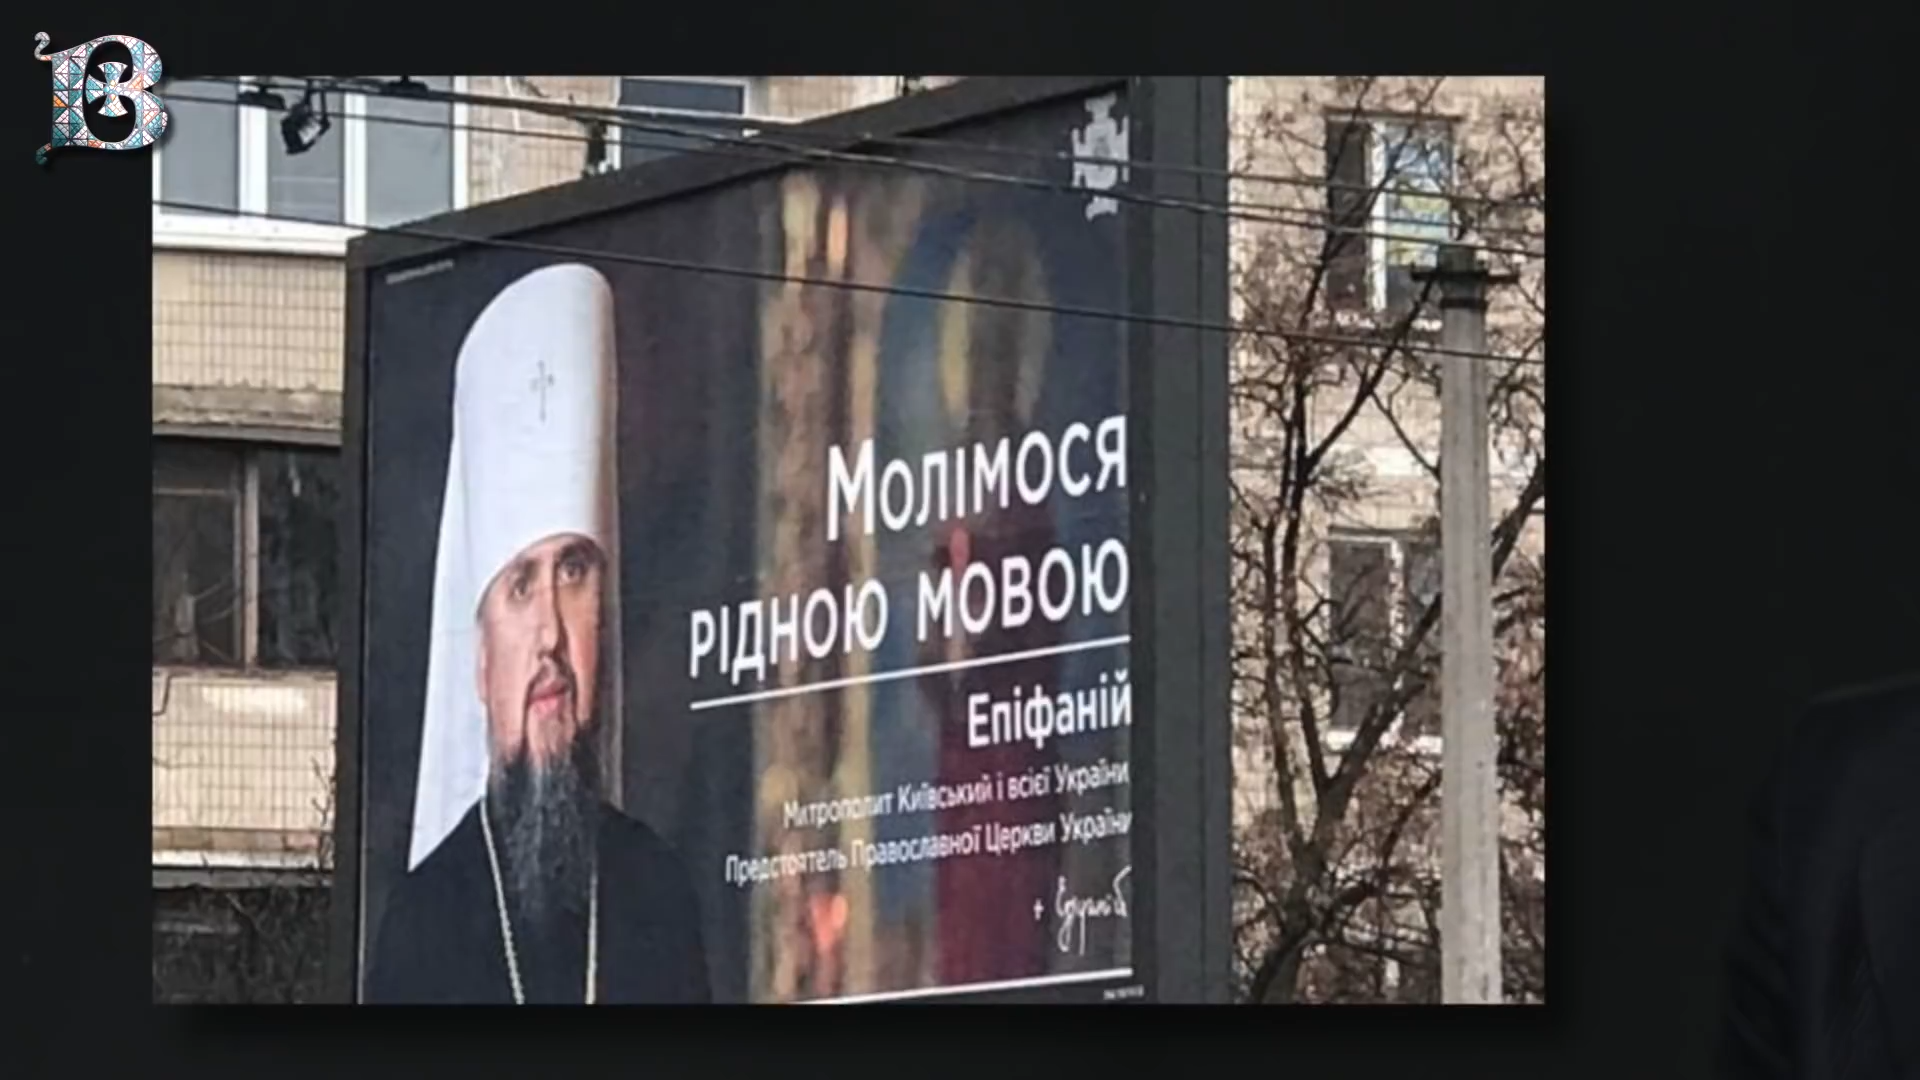 Молімося
рідною мовою
Епіфаній
Митрополит Київський і всієї України
Предстоятель Православної Церкви України